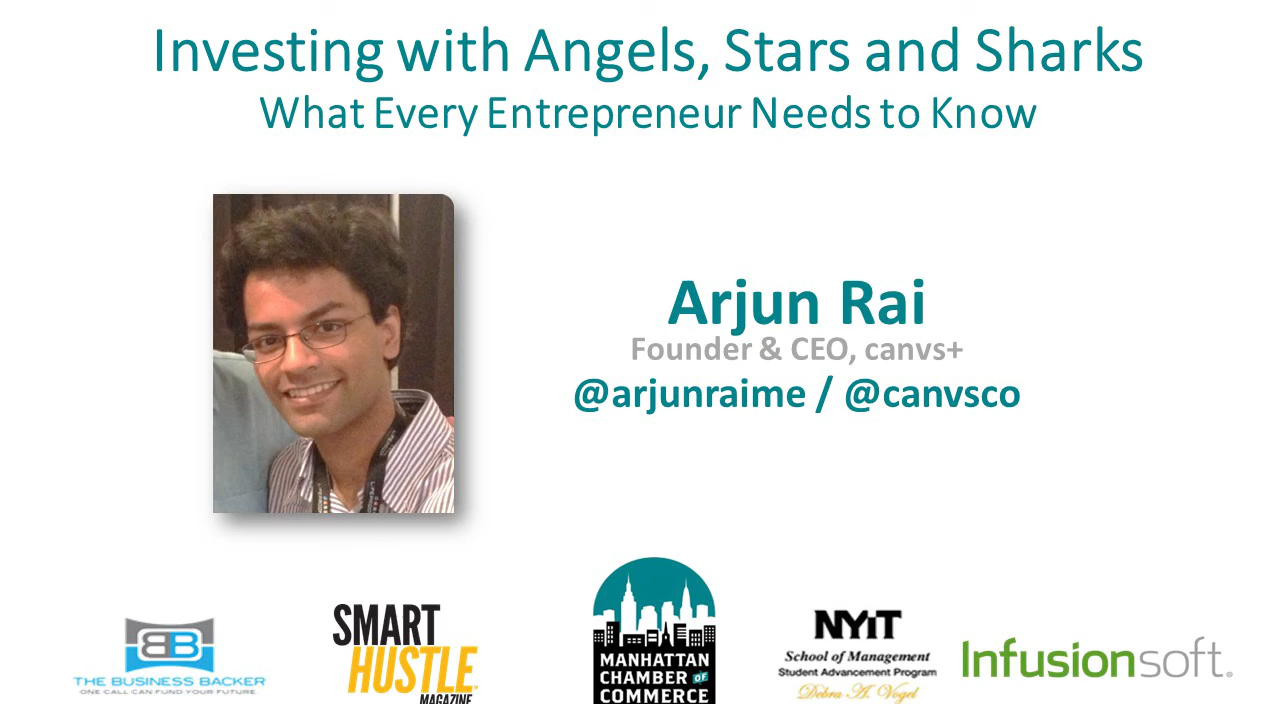 Investing with Angels, Stars and Sharks
What Every Entrepreneur Needs to Know
Arjun Rai
Founder & CEO, canvs+
@arjunraime / @canvsco
BB
THE BUSINESS BACKER
ONE CALL CAN FUND YOUR FUTURE.
SMART
HUSTLE
MAGAZINE
MANHATTAN
CHAMBER OF
COMMERCE
NYiT
School of Management
Student Advancement Program
Debra A. Vogel
Infusionsoft.®